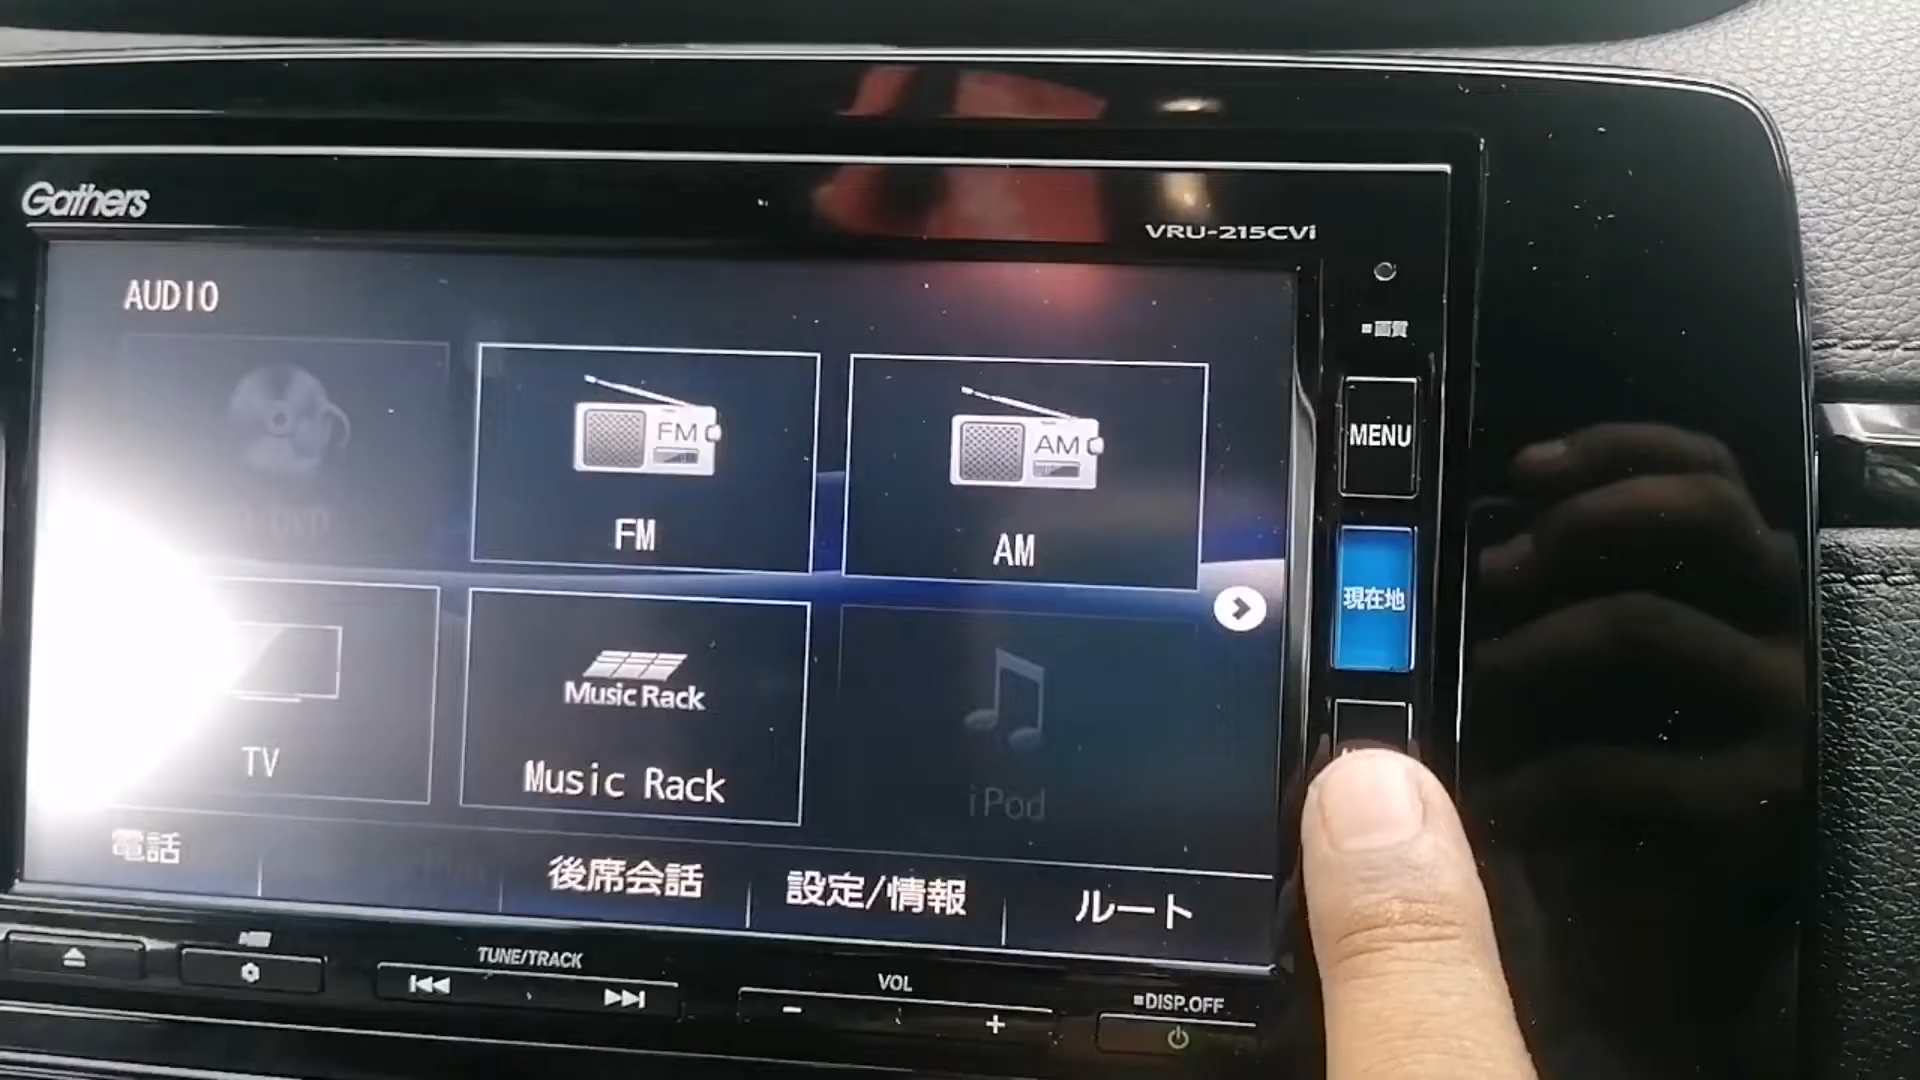 Gathers
VRU-215CVi
AUDIO
画質
FM
AM
FM
AM
MENU
現在地
TV
Music Rack
Music Rack
iPod
電話
後席会話
設定/情報
ルート
TUNE/TRACK
VOL
DISP.OFF